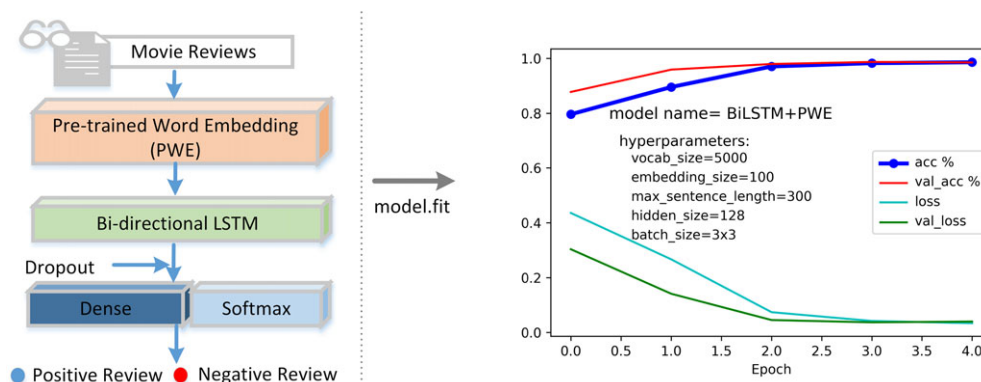 Movie Reviews
Pre-trained Word Embedding
(PWE)
Bi-directional LSTM
Dropout
Dense
Softmax
Positive Review
Negative Review
model.fit
1.0
0.8
0.6
0.4
0.2
0.0
model name= BiLSTM+PWE
hyperparameters:
vocab_size=5000
embedding_size=100
max_sentence_length=300
hidden_size=128
batch_size=3x3
acc %
val_acc %
loss
val_loss
0.0 0.5 1.0 1.5 2.0 2.5 3.0 3.5 4.0
Epoch